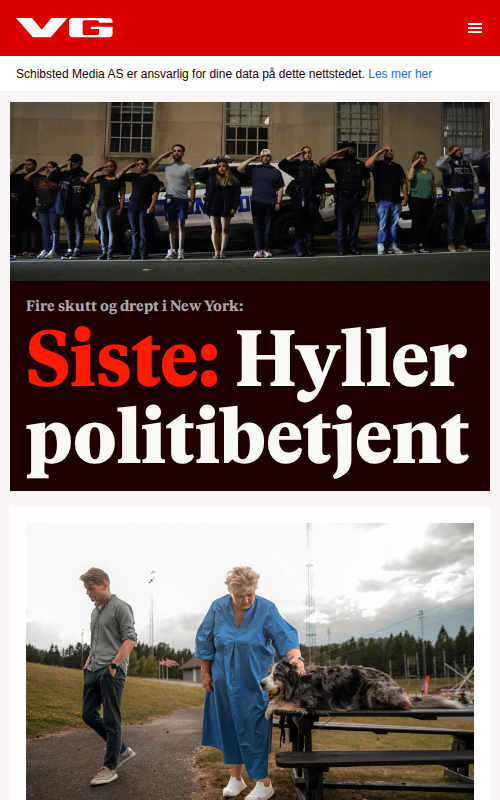 VG
Schibsted Media AS er ansvarlig for dine data på dette nettstedet. Les mer her
Fire skutt og drept i New York:
Siste: Hyller
politibetjent